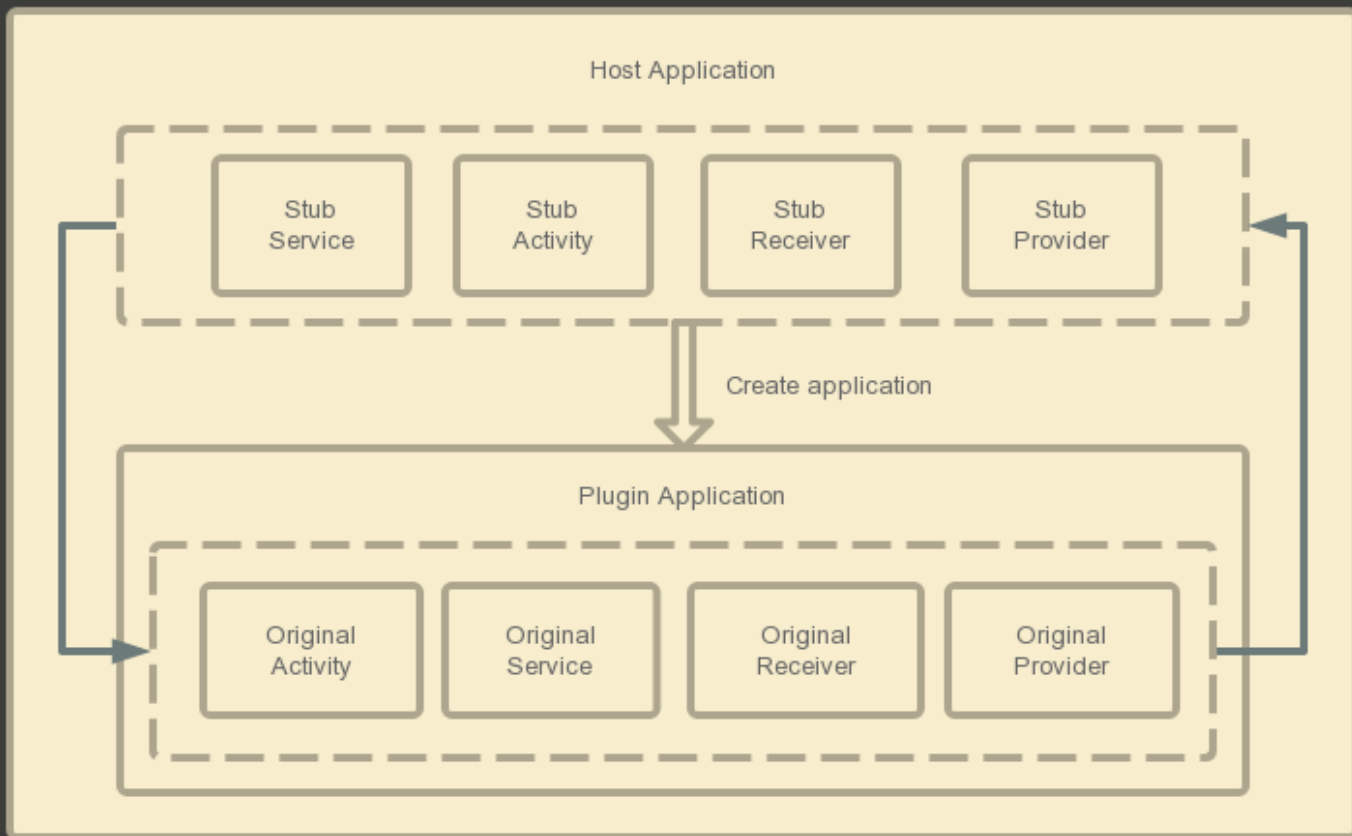 Host Application
Stub
Service
Stub
Activity
Stub
Receiver
Stub
Provider
Create application
Plugin Application
Original
Activity
Original
Service
Original
Receiver
Original
Provider